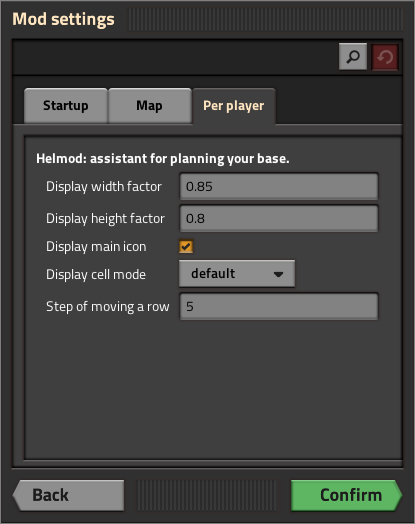 Mod settings
Startup Map Per player
Helmod: assistant for planning your base.
Display width factor 0.85
Display height factor 0.8
Display main icon
Display cell mode default
Step of moving a row 5
Back Confirm